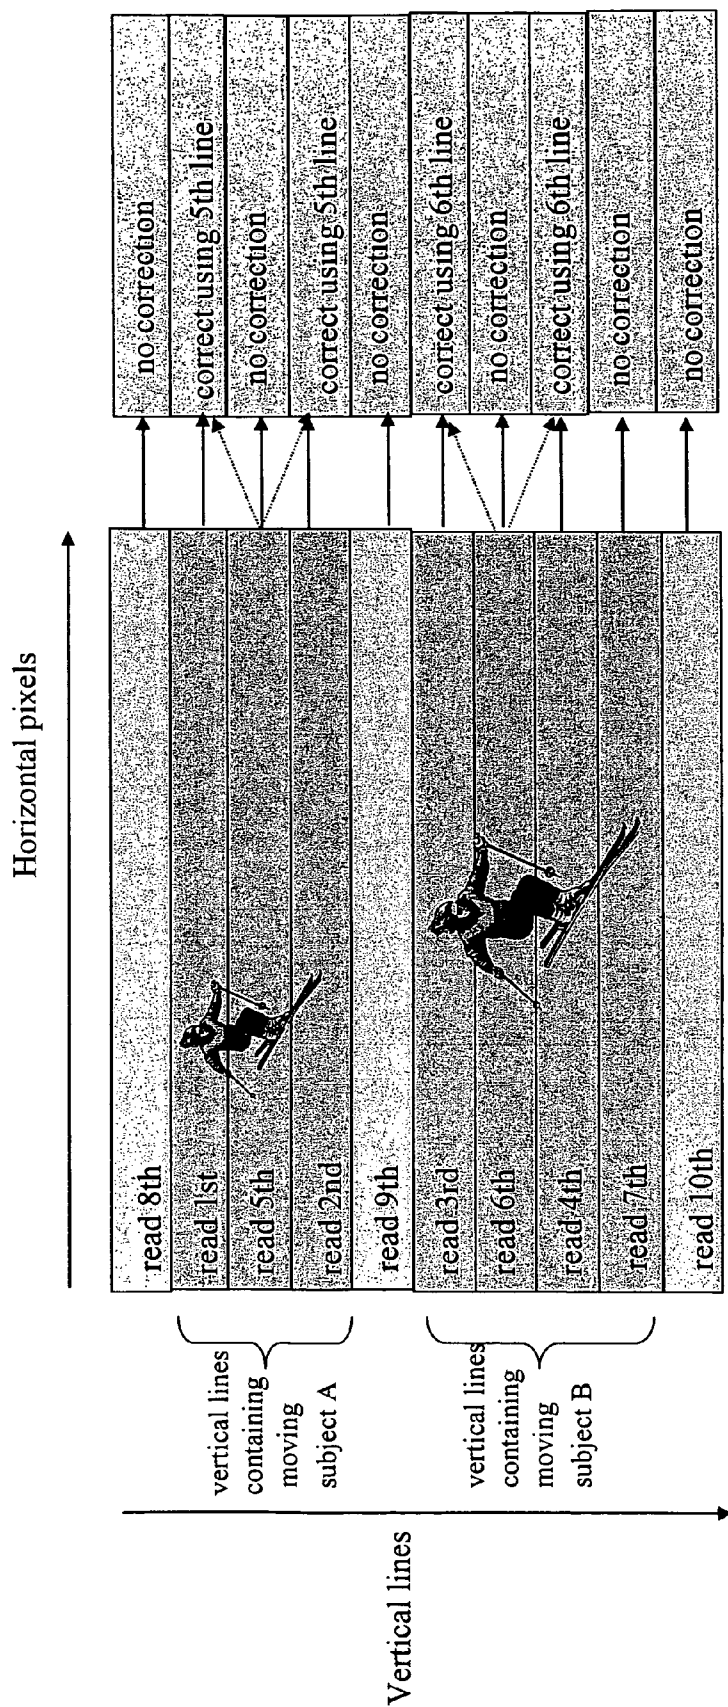 Horizontal pixels
Vertical lines
vertical lines
containing
moving
subject A
vertical lines
containing
moving
subject B
read 8th
read 1st
read 5th
read 2nd
read 9th
read 3rd
read 6th
read 4th
read 7th
read 10th
no correction
correct using 5th line
no correction
correct using 5th line
no correction
correct using 6th line
no correction
correct using 6th line
no correction
no correction